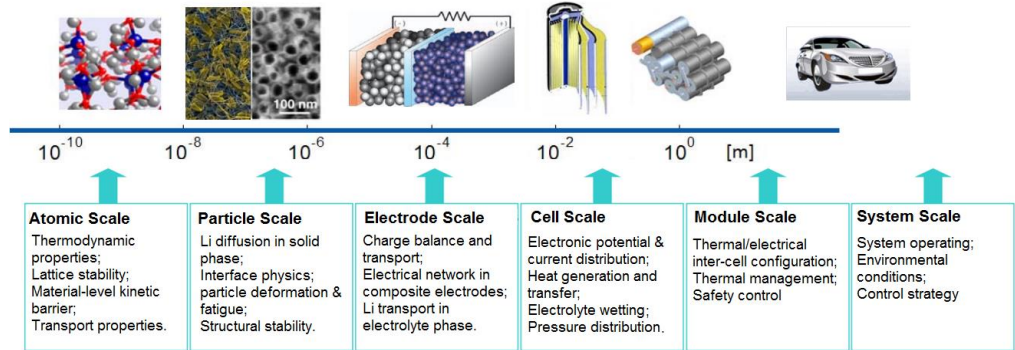 (-) (+)
100 nm
10-10 10-8 10-6 10-4 10-2 100 [m]
Atomic Scale
Thermodynamic
properties;
Lattice stability;
Material-level kinetic
barrier;
Transport properties.
Particle Scale
Li diffusion in solid
phase;
Interface physics;
particle deformation &
fatigue;
Structural stability.
Electrode Scale
Charge balance and
transport;
Electrical network in
composite electrodes;
Li transport in
electrolyte phase.
Cell Scale
Electronic potential &
current distribution;
Heat generation and
transfer;
Electrolyte wetting;
Pressure distribution.
Module Scale
Thermal/electrical
inter-cell configuration;
Thermal management;
Safety control
System Scale
System operating;
Environmental
conditions;
Control strategy